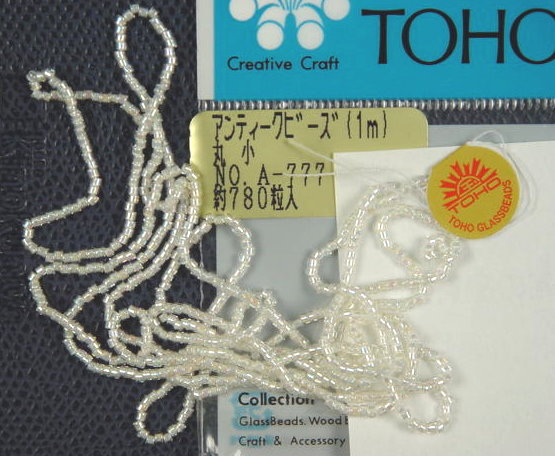 Creative Craft
TOHO
アンティークビーズ(1m)
丸 小
NO. A-777
約780粒入
TOHO
TOHO GLASSBEADS
Collection
GlassBeads. Wood
Craft & Accessory